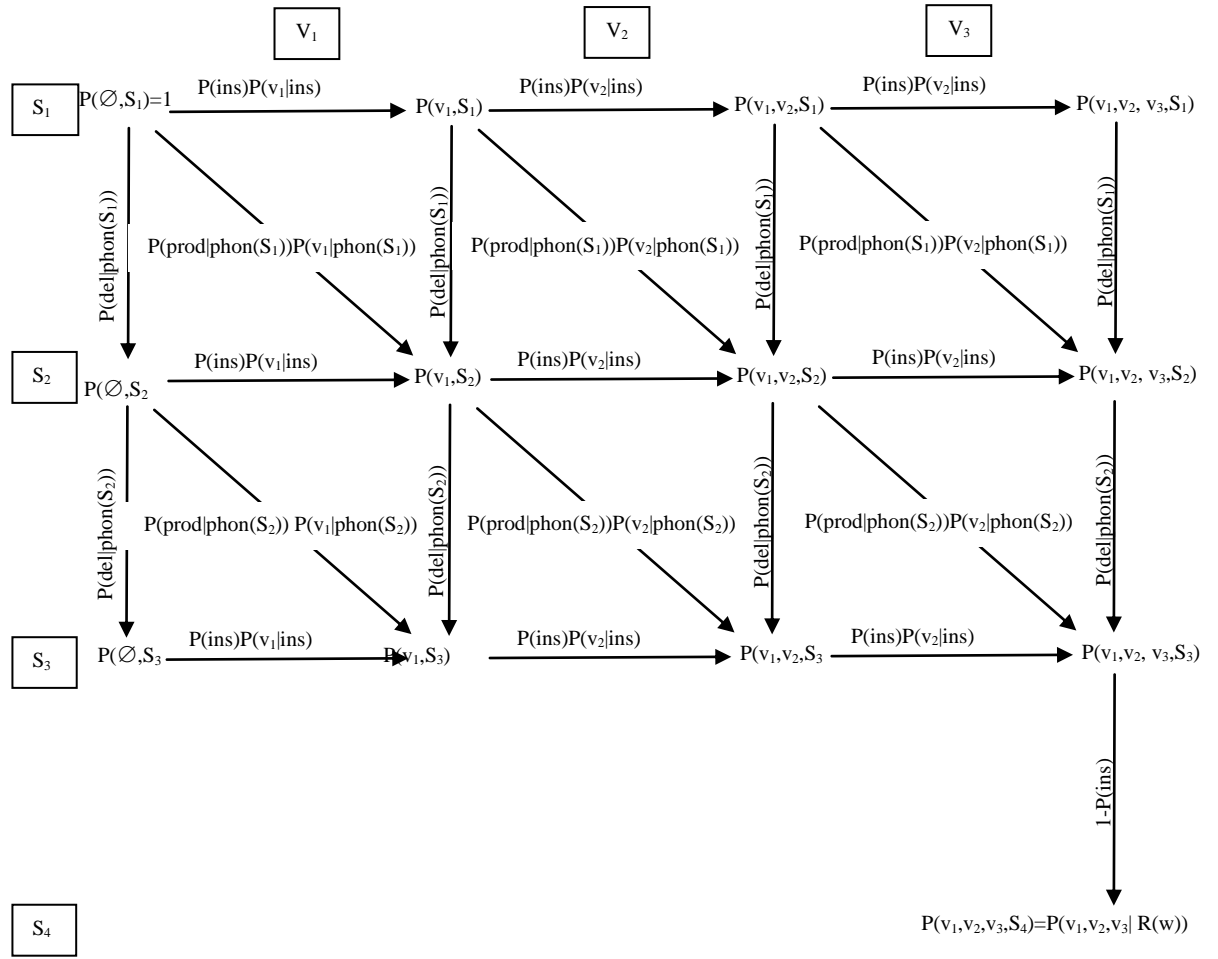 V₁ V₂ V₃
S₁ P(∅,S₁)=1 P(ins)P(v₁|ins) P(v₁,S₁) P(ins)P(v₂|ins) P(v₁,v₂,S₁) P(ins)P(v₂|ins) P(v₁,v₂, v₃,S₁)
P(del|phon(S₁)) P(prod|phon(S₁))P(v₁|phon(S₁)) P(del|phon(S₁)) P(prod|phon(S₁))P(v₂|phon(S₁)) P(del|phon(S₁)) P(prod|phon(S₁))P(v₂|phon(S₁)) P(del|phon(S₁))
S₂ P(∅,S₂ P(ins)P(v₁|ins) P(v₁,S₂) P(ins)P(v₂|ins) P(v₁,v₂,S₂) P(ins)P(v₂|ins) P(v₁,v₂, v₃,S₂)
P(del|phon(S₂)) P(prod|phon(S₂)) P(v₁|phon(S₂)) P(del|phon(S₂)) P(prod|phon(S₂))P(v₂|phon(S₂)) P(del|phon(S₂)) P(prod|phon(S₂))P(v₂|phon(S₂)) P(del|phon(S₂))
S₃ P(∅,S₃ P(ins)P(v₁|ins) P(v₁,S₃) P(ins)P(v₂|ins) P(v₁,v₂,S₃ P(ins)P(v₂|ins) P(v₁,v₂, v₃,S₃)
1-P(ins)
S₄ P(v₁,v₂,v₃,S₄)=P(v₁,v₂,v₃| R(w))